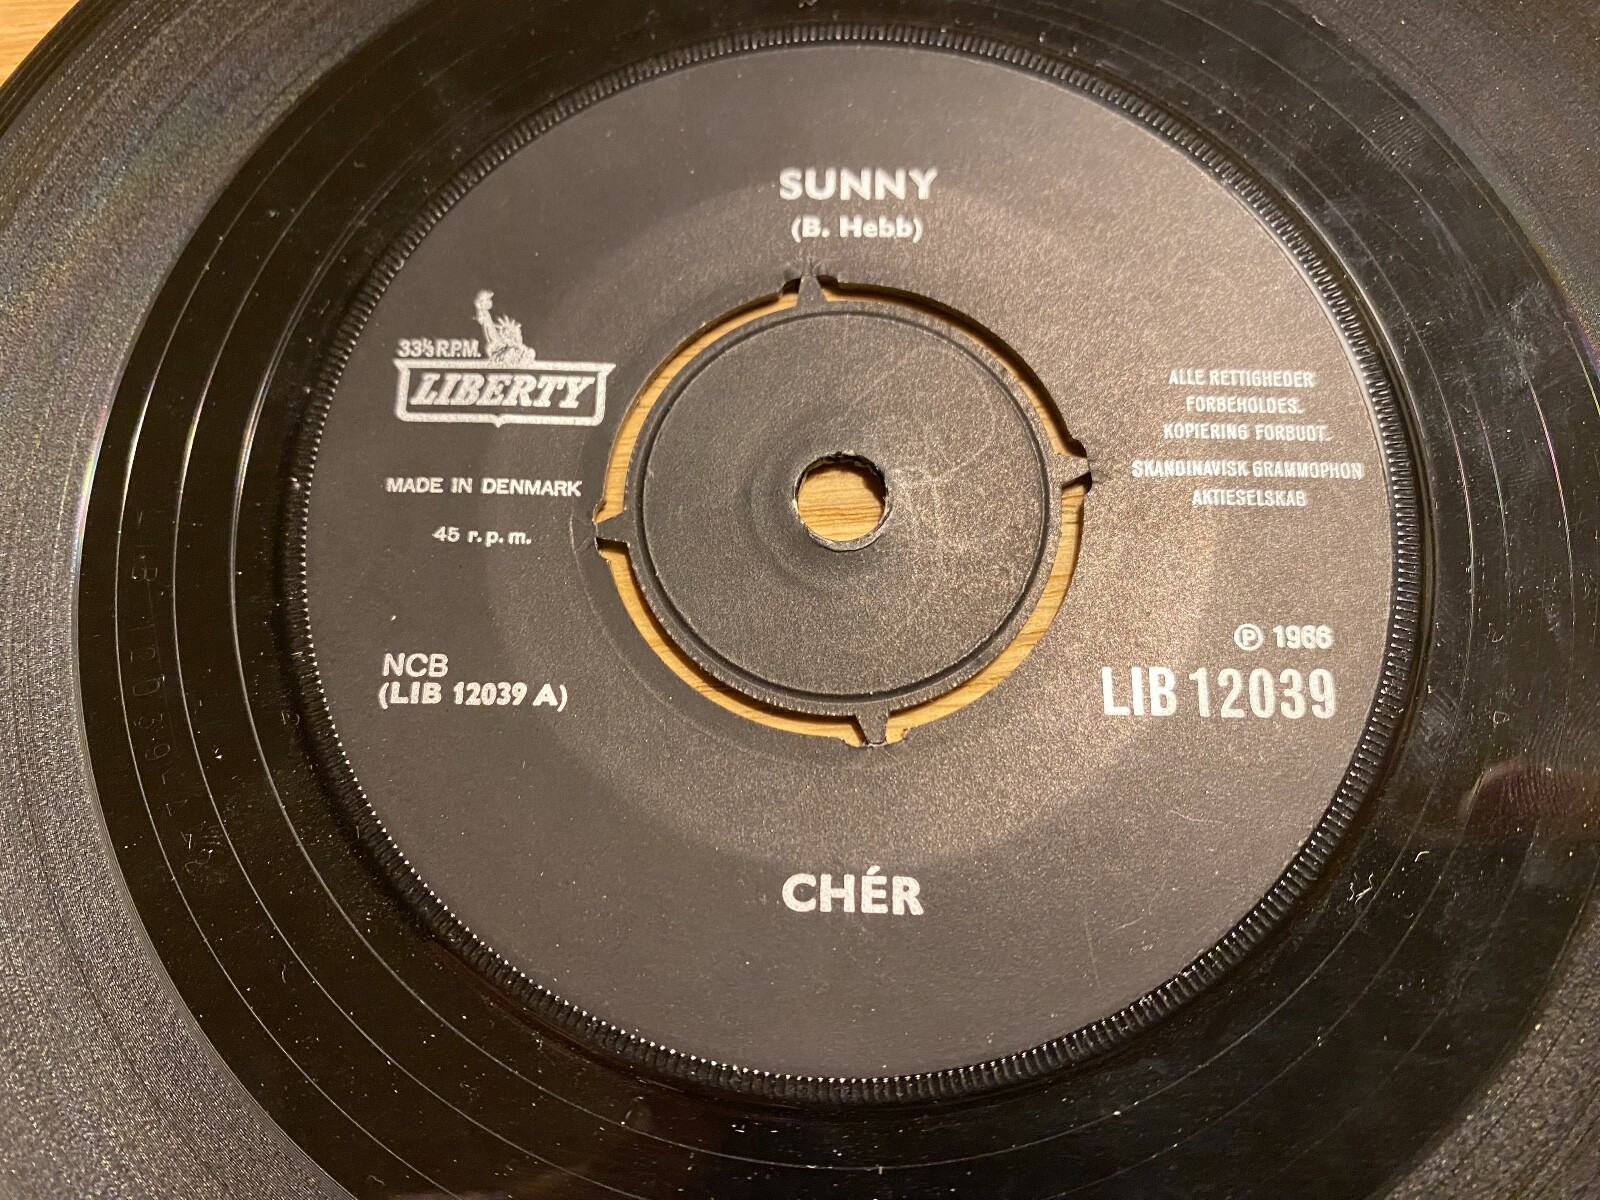 SUNNY
(B. Hebb)
33⅓ R.P.M.
LIBERTY
MADE IN DENMARK
45 r.p.m.
NCB
(LIB 12039 A)
ALLE RETTIGHEDER
FORBEHOLDES.
KOPIERING FORBUDT.
SKANDINAVISK GRAMMOPHON
AKTIESELSKAB
℗ 1966
LIB 12039
CHÉR